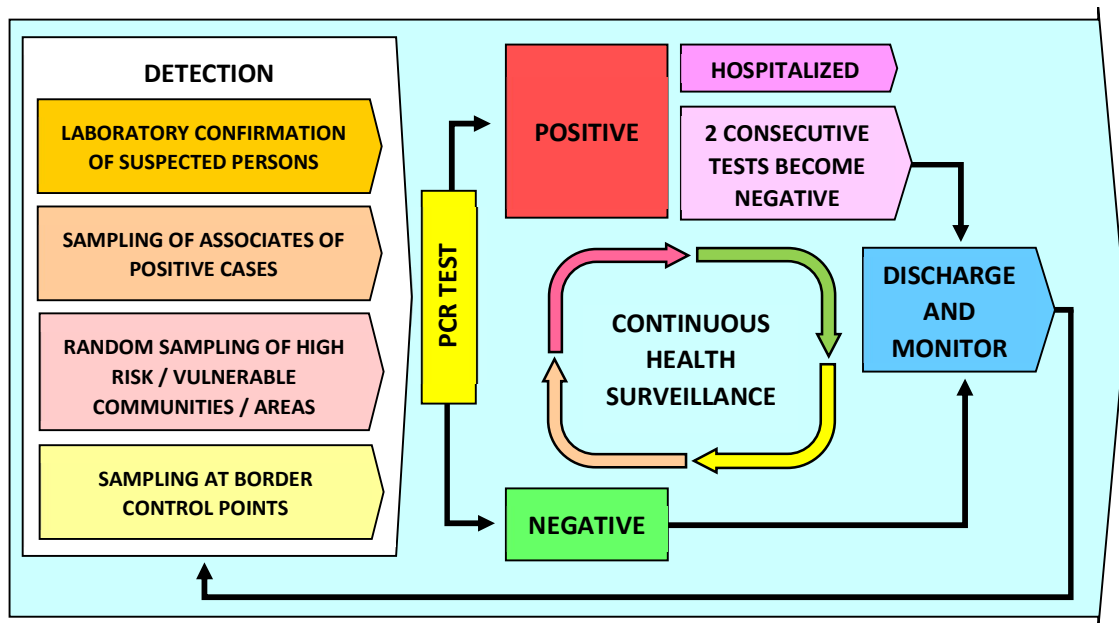 DETECTION
LABORATORY CONFIRMATION
OF SUSPECTED PERSONS
SAMPLING OF ASSOCIATES OF
POSITIVE CASES
RANDOM SAMPLING OF HIGH
RISK / VULNERABLE
COMMUNITIES / AREAS
SAMPLING AT BORDER
CONTROL POINTS
PCR TEST
POSITIVE
HOSPITALIZED
2 CONSECUTIVE
TESTS BECOME
NEGATIVE
CONTINUOUS
HEALTH
SURVEILLANCE
DISCHARGE
AND
MONITOR
NEGATIVE